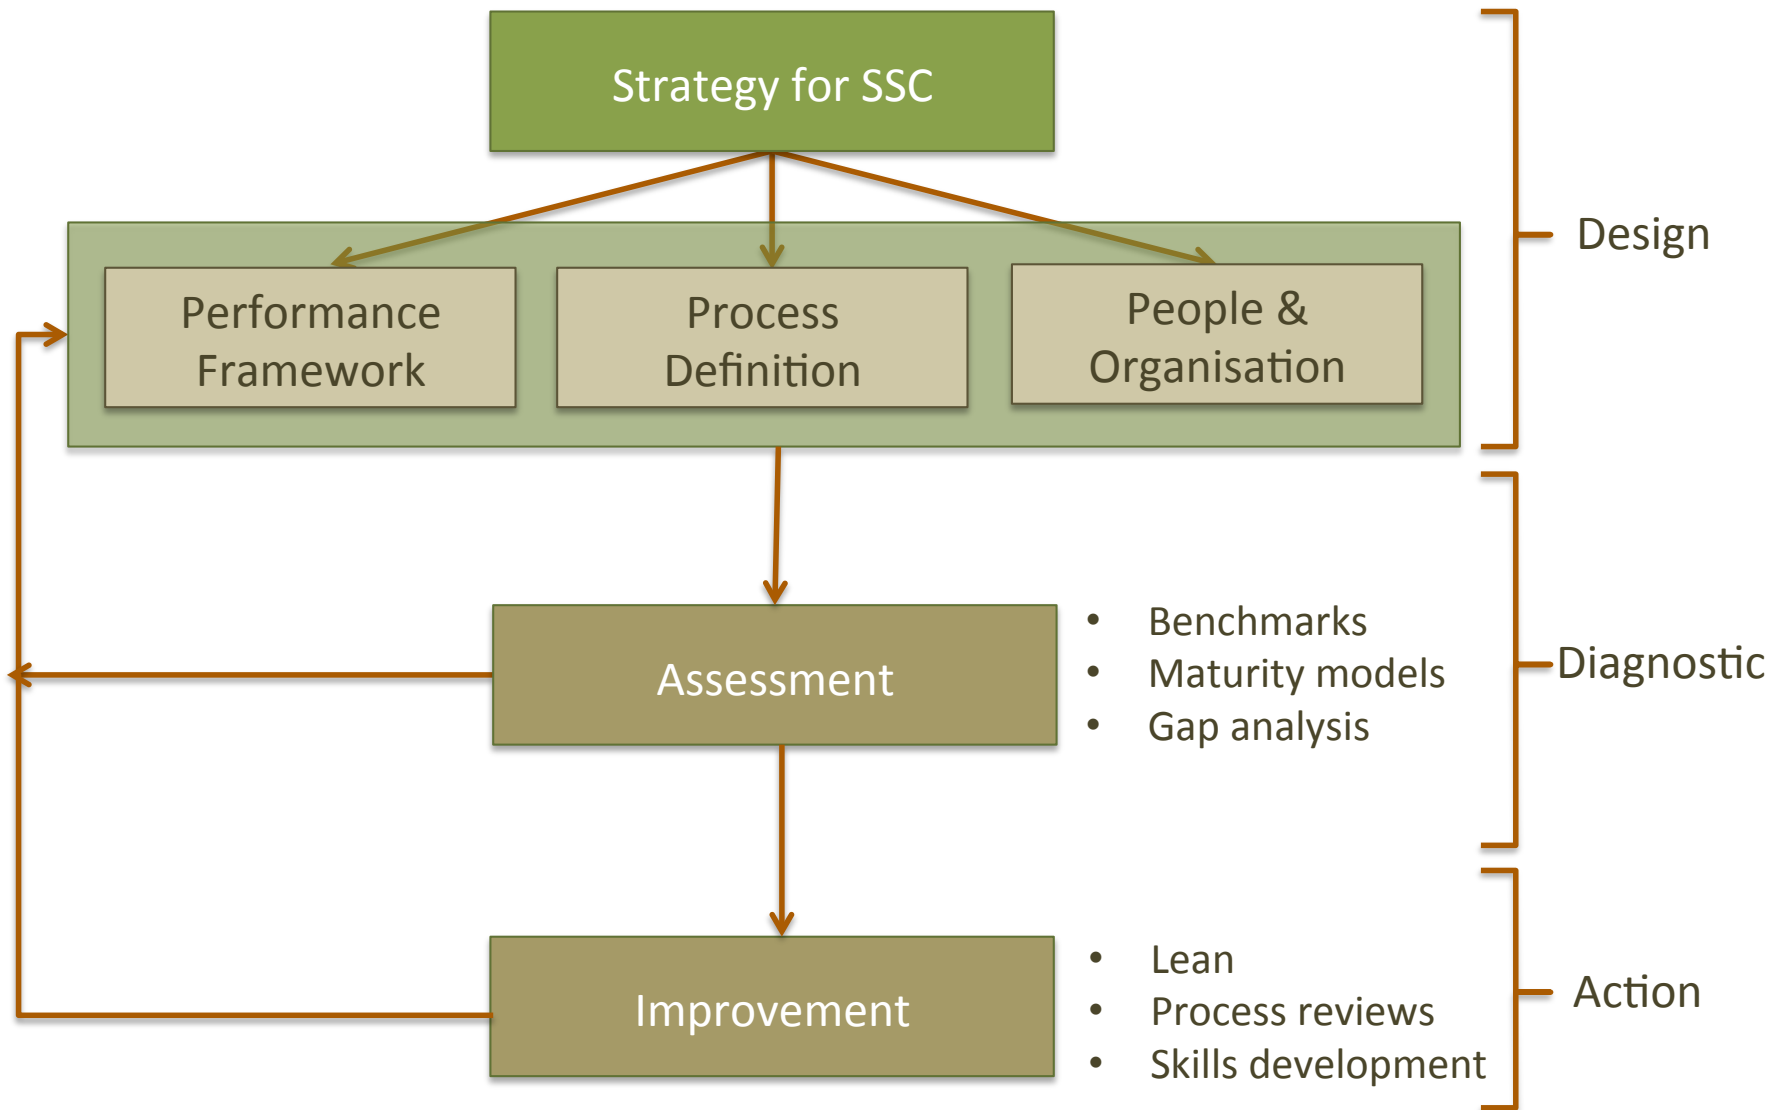 Strategy for SSC
Design
Performance
Framework
Process
Definition
People &
Organisation
Assessment
• Benchmarks
• Maturity models
• Gap analysis
Diagnostic
Improvement
• Lean
• Process reviews
• Skills development
Action